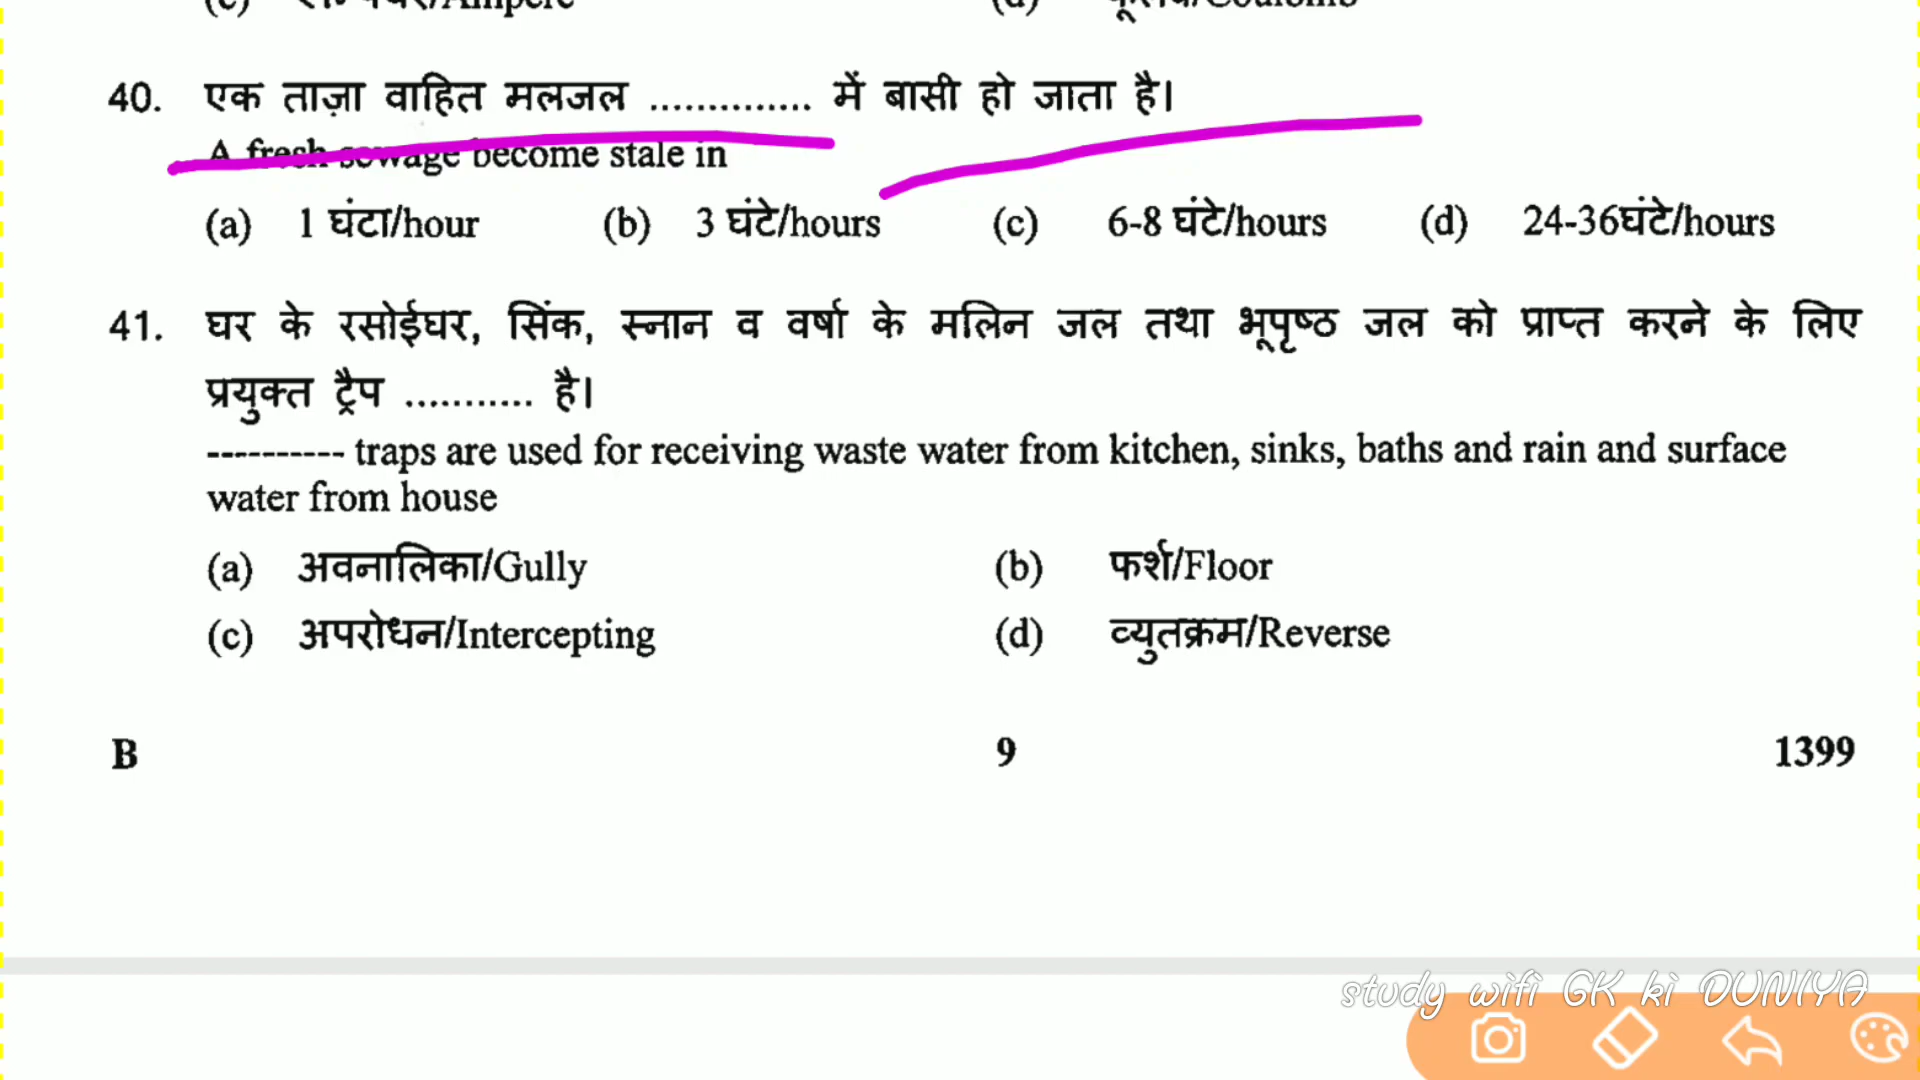 40. एक ताज़ा वाहित मलजल .............. में बासी हो जाता है।
A fresh sewage become stale in
(a) 1 घंटा/hour (b) 3 घंटे/hours (c) 6-8 घंटे/hours (d) 24-36घंटे/hours
41. घर के रसोईघर, सिंक, स्नान व वर्षा के मलिन जल तथा भूपृष्ठ जल को प्राप्त करने के लिए
प्रयुक्त ट्रैप ........... है।
---------- traps are used for receiving waste water from kitchen, sinks, baths and rain and surface
water from house
(a) अवनालिका/Gully (b) फर्श/Floor
(c) अपरोधन/Intercepting (d) व्युतक्रम/Reverse
B 9 1399
study wifi GK ki DUNIYA